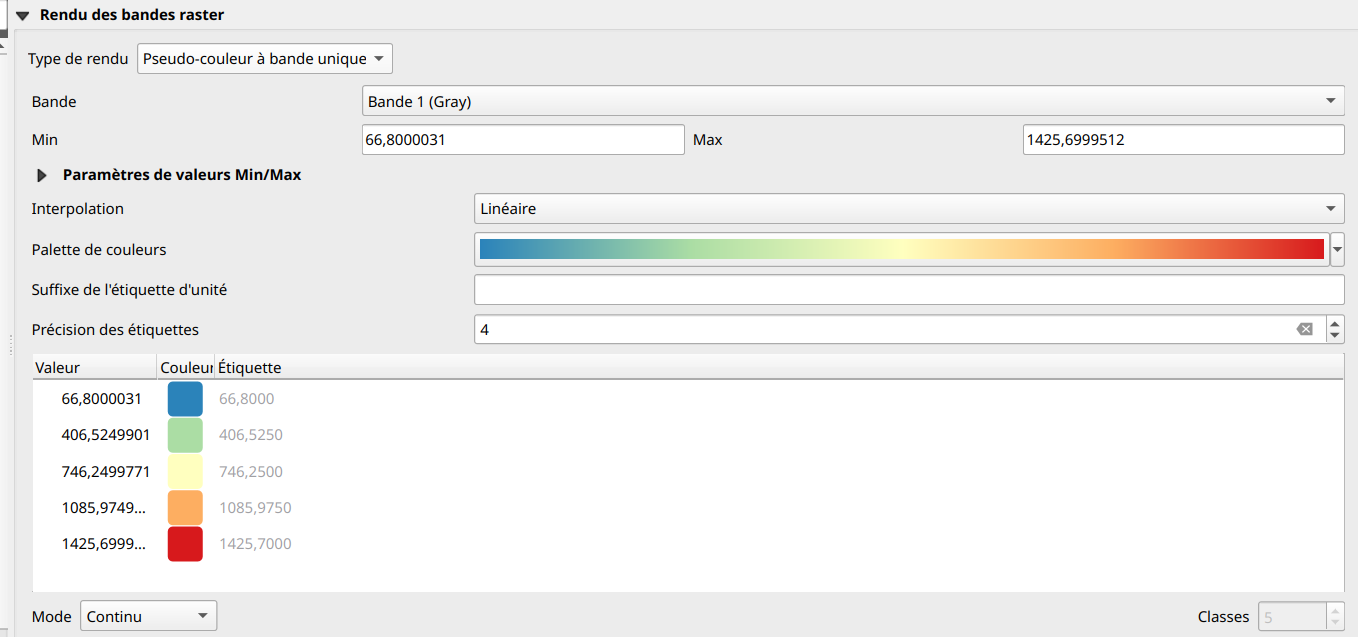 Rendu des bandes raster
Type de rendu Pseudo-couleur à bande unique
Bande Bande 1 (Gray)
Min 66,8000031 Max 1425,6999512
Paramètres de valeurs Min/Max
Interpolation Linéaire
Palette de couleurs
Suffixe de l'étiquette d'unité
Précision des étiquettes 4
Valeur Couleur Étiquette
66,8000031 66,8000
406,5249901 406,5250
746,2499771 746,2500
1085,9749... 1085,9750
1425,6999... 1425,7000
Mode Continu Classes 5